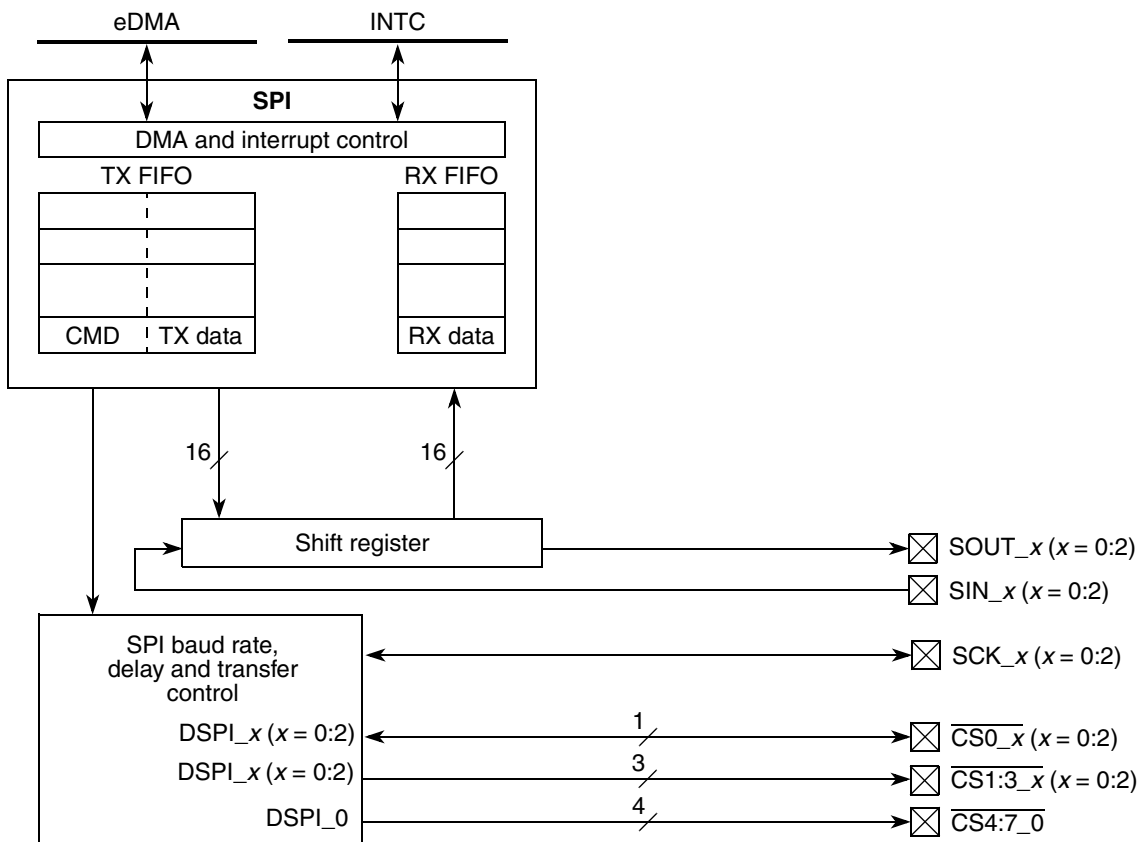 eDMA
INTC
SPI
DMA and interrupt control
TX FIFO
RX FIFO
CMD
TX data
RX data
16
16
Shift register
SOUT_x (x = 0:2)
SIN_x (x = 0:2)
SPI baud rate,
delay and transfer
control
SCK_x (x = 0:2)
DSPI_x (x = 0:2)
1
CS0_x (x = 0:2)
DSPI_x (x = 0:2)
3
CS1:3_x (x = 0:2)
DSPI_0
4
CS4:7_0